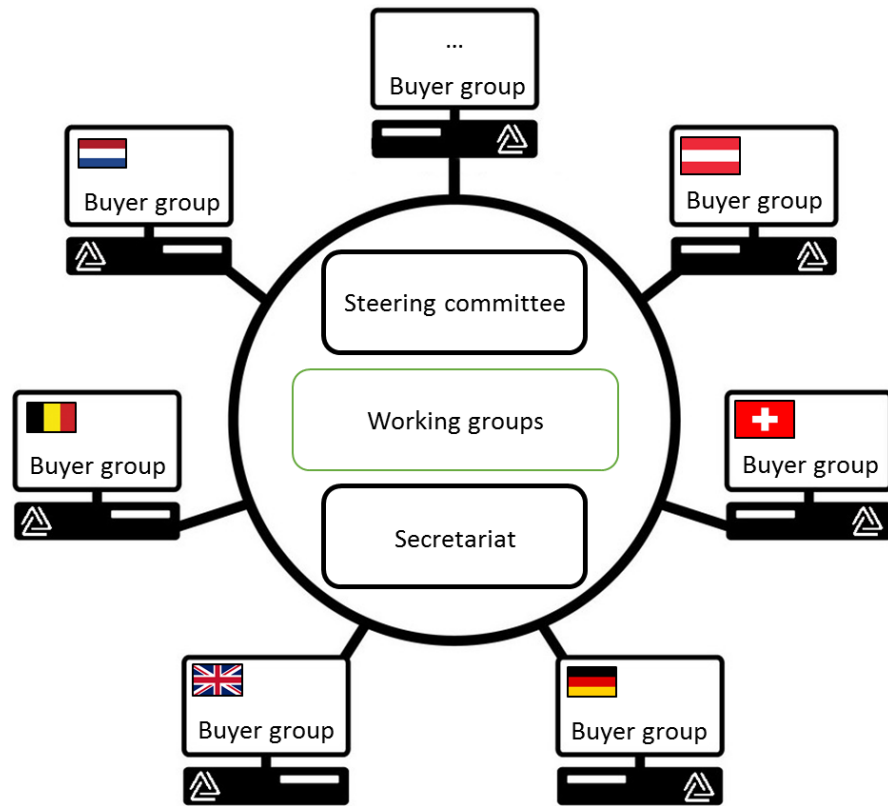 ...
Buyer group
Buyer group
Buyer group
Steering committee
Working groups
Secretariat
Buyer group
Buyer group
Buyer group
Buyer group